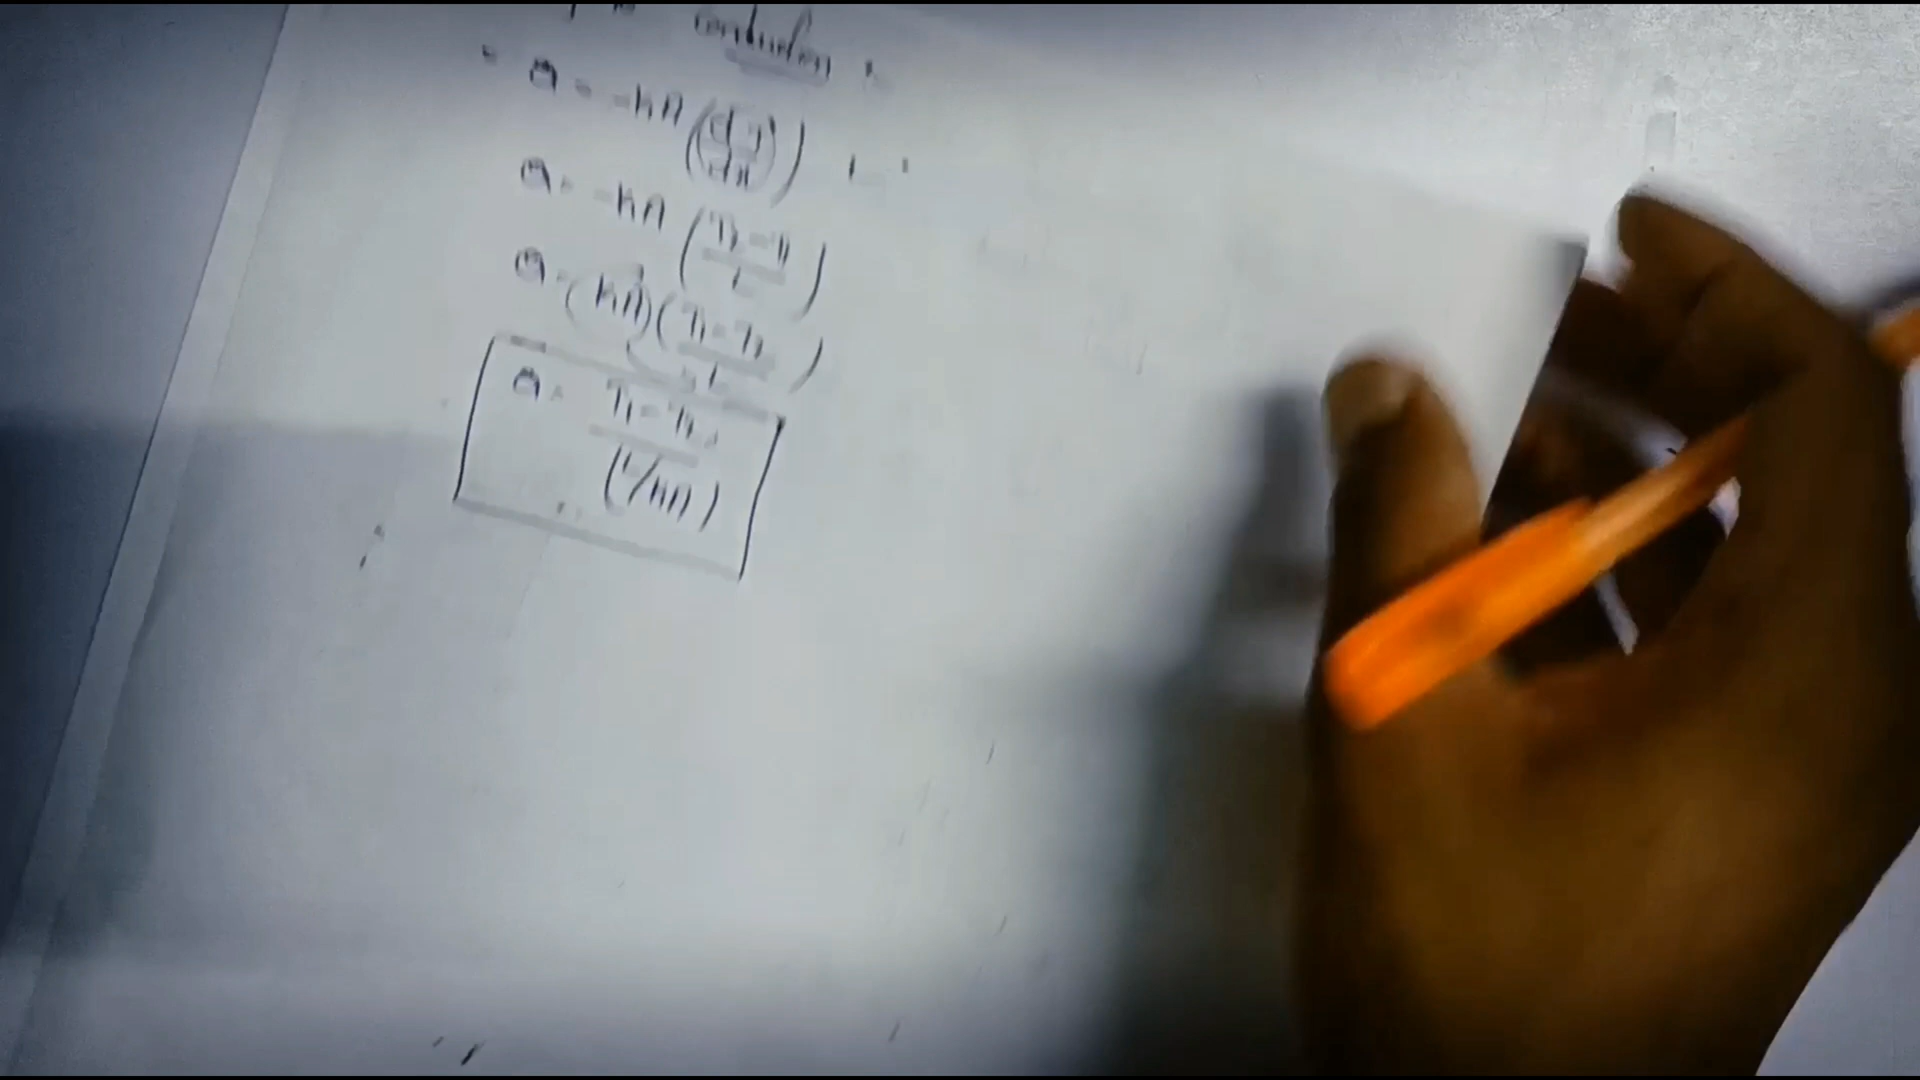 conduction
Q = -kA (dT/dx)
Q = -kA (T2-T1/L)
Q = (kA) (T1-T2/L)
Q = T1-T2/(L/kA)